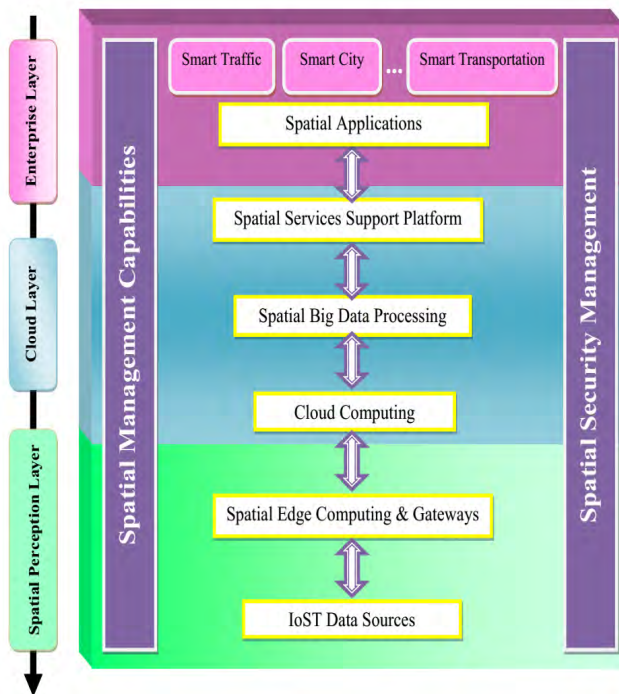 Enterprise Layer
Cloud Layer
Spatial Perception Layer
Spatial Management Capabilities
Smart Traffic
Smart City
...
Smart Transportation
Spatial Applications
Spatial Services Support Platform
Spatial Big Data Processing
Cloud Computing
Spatial Edge Computing & Gateways
IoST Data Sources
Spatial Security Management